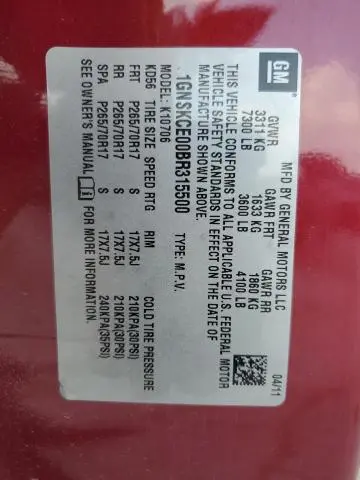 GM
MFD BY GENERAL MOTORS LLC
04/11
GVWR GAWR FRT GAWR RR
3311 KG 1633 KG 1860 KG
7300 LB 3600 LB 4100 LB
THIS VEHICLE CONFORMS TO ALL APPLICABLE U.S. FEDERAL MOTOR
VEHICLE SAFETY STANDARDS IN EFFECT ON THE DATE OF
MANUFACTURE SHOWN ABOVE.
1GNSKCE00BR315500 TYPE: M.P.V.
MODEL: K10706
KD56 TIRE SIZE SPEED RTG RIM COLD TIRE PRESSURE
FRT P265/70R17 S 17X7.5J 210KPA(30PSI)
RR P265/70R17 S 17X7.5J 210KPA(30PSI)
SPA P265/70R17 S 17X7.5J 240KPA(35PSI)
SEE OWNER'S MANUAL FOR ADDITIONAL INFORMATION